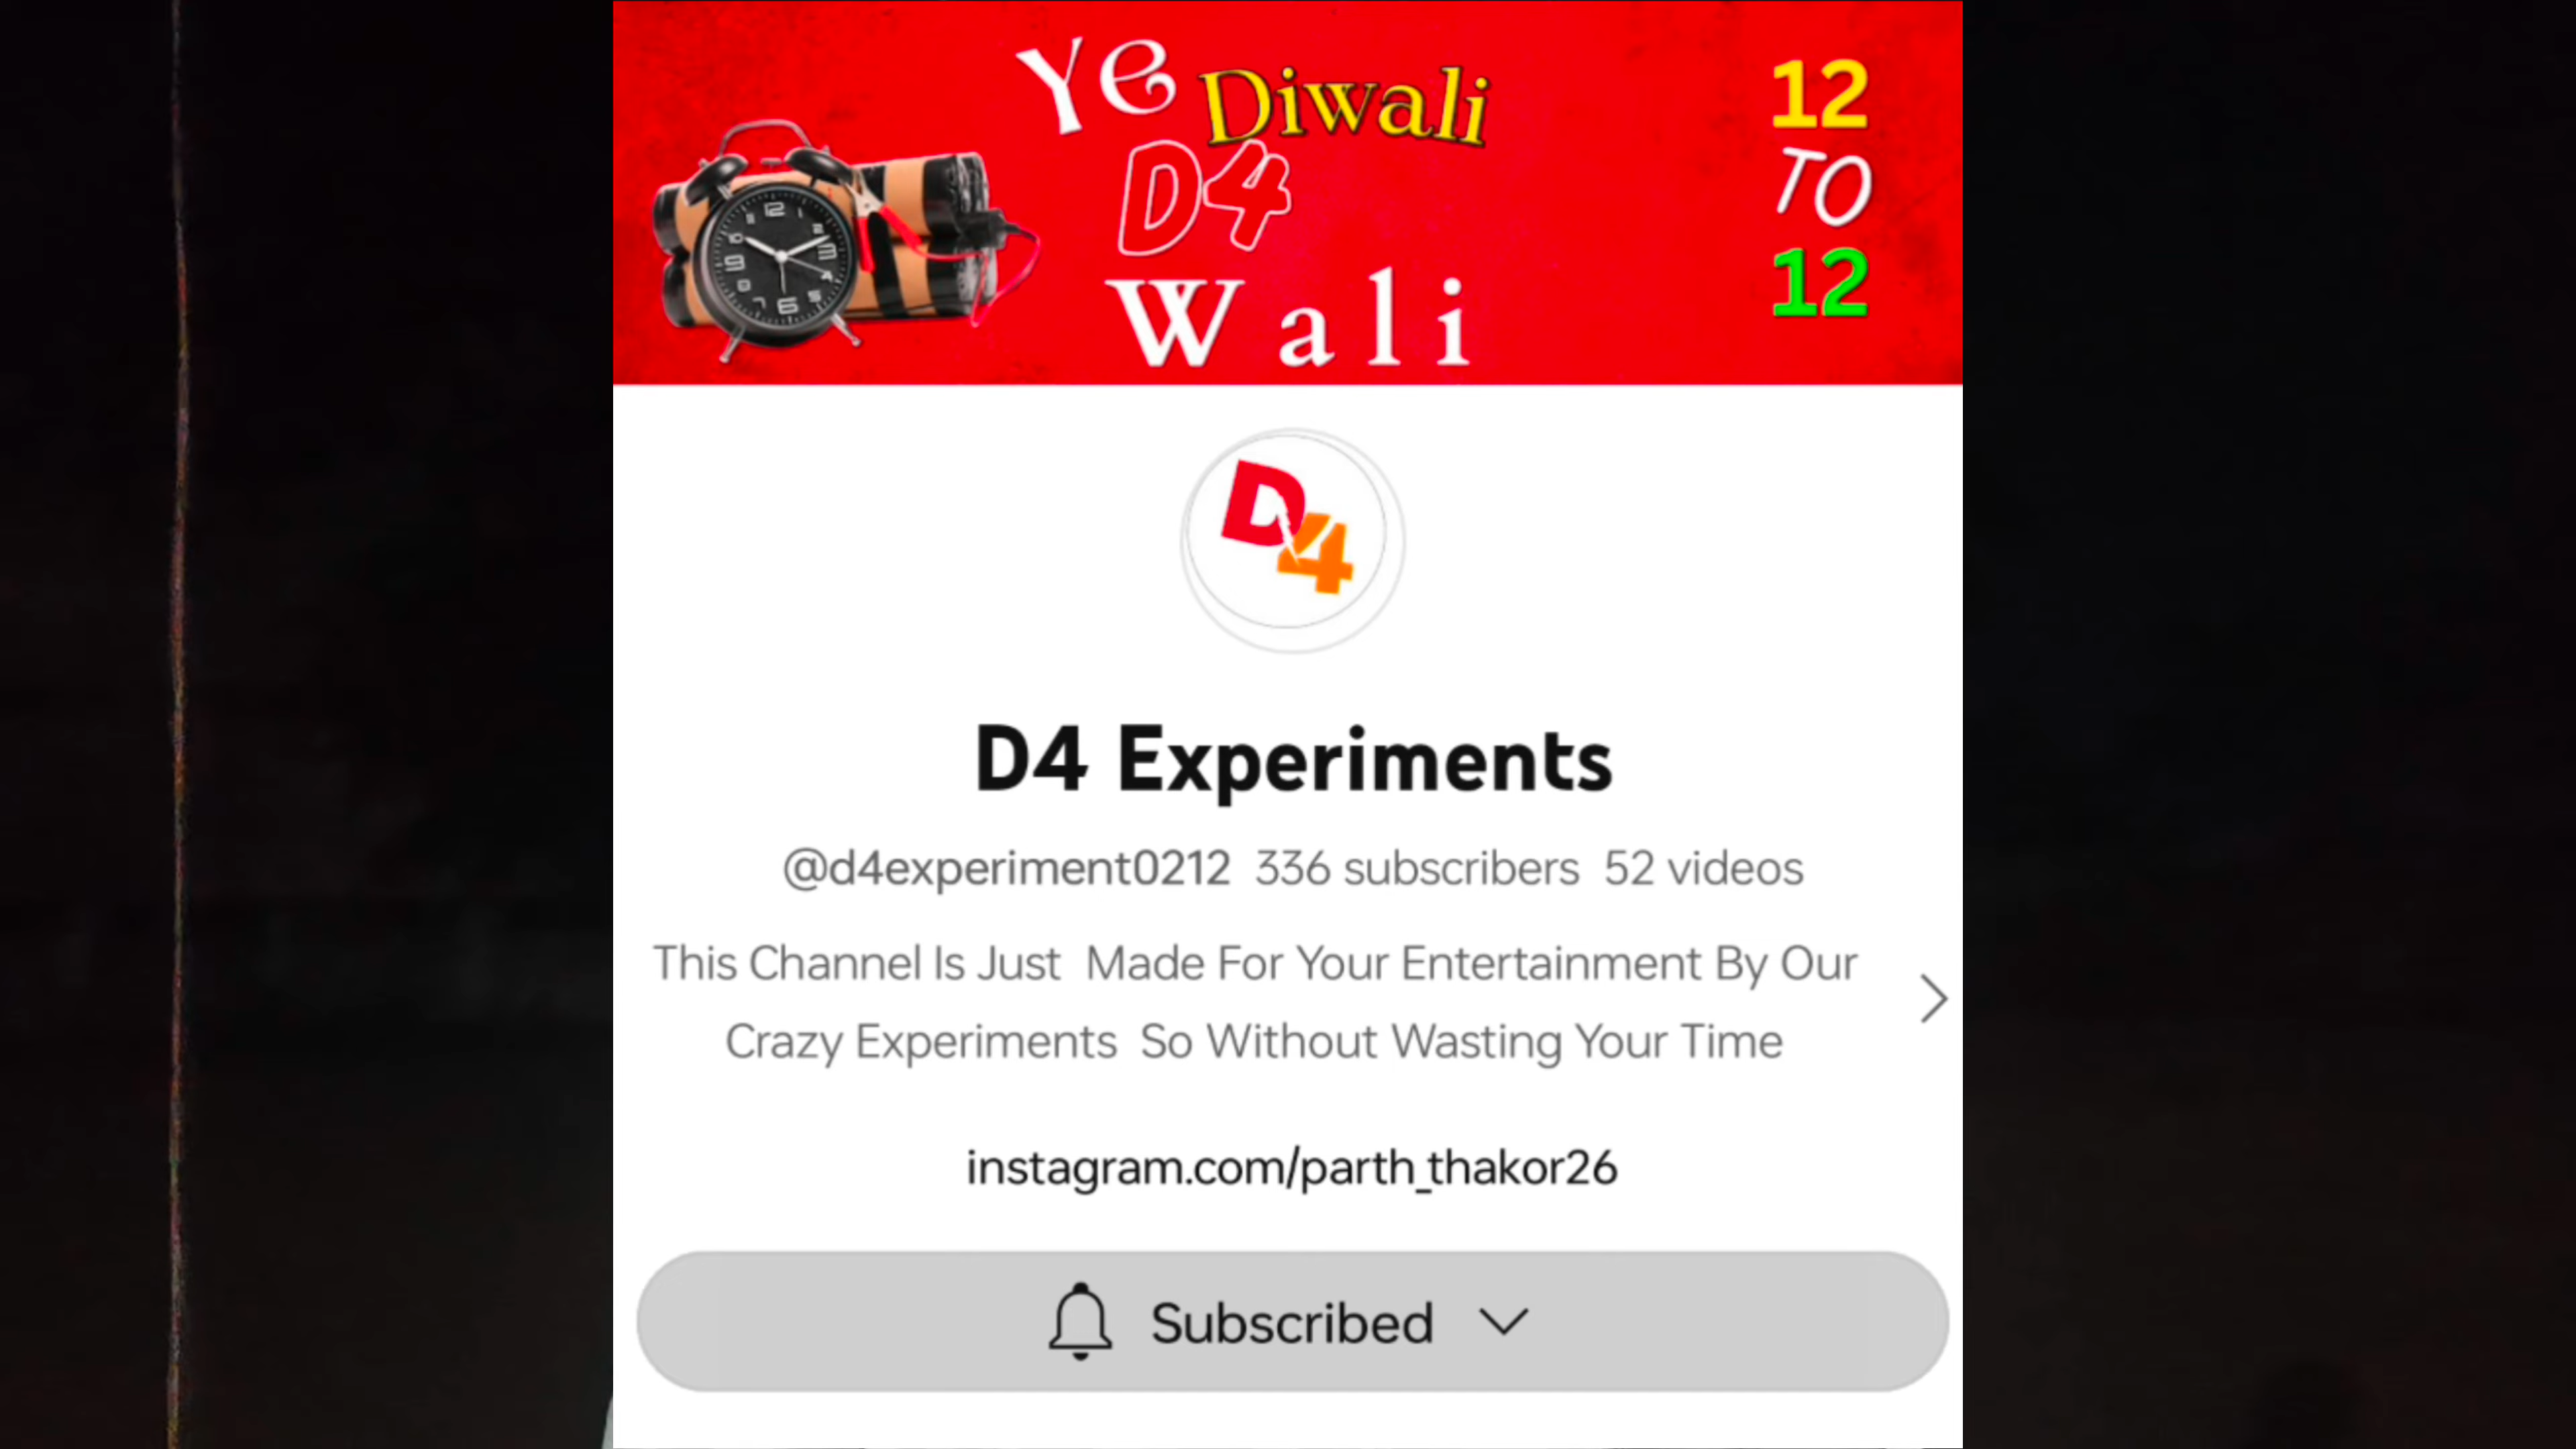 Ye Diwali
D4
Wali
12
TO
12
D4
D4 Experiments
@d4experiment0212 336 subscribers 52 videos
This Channel Is Just Made For Your Entertainment By Our
Crazy Experiments So Without Wasting Your Time
instagram.com/parth_thakor26
Subscribed